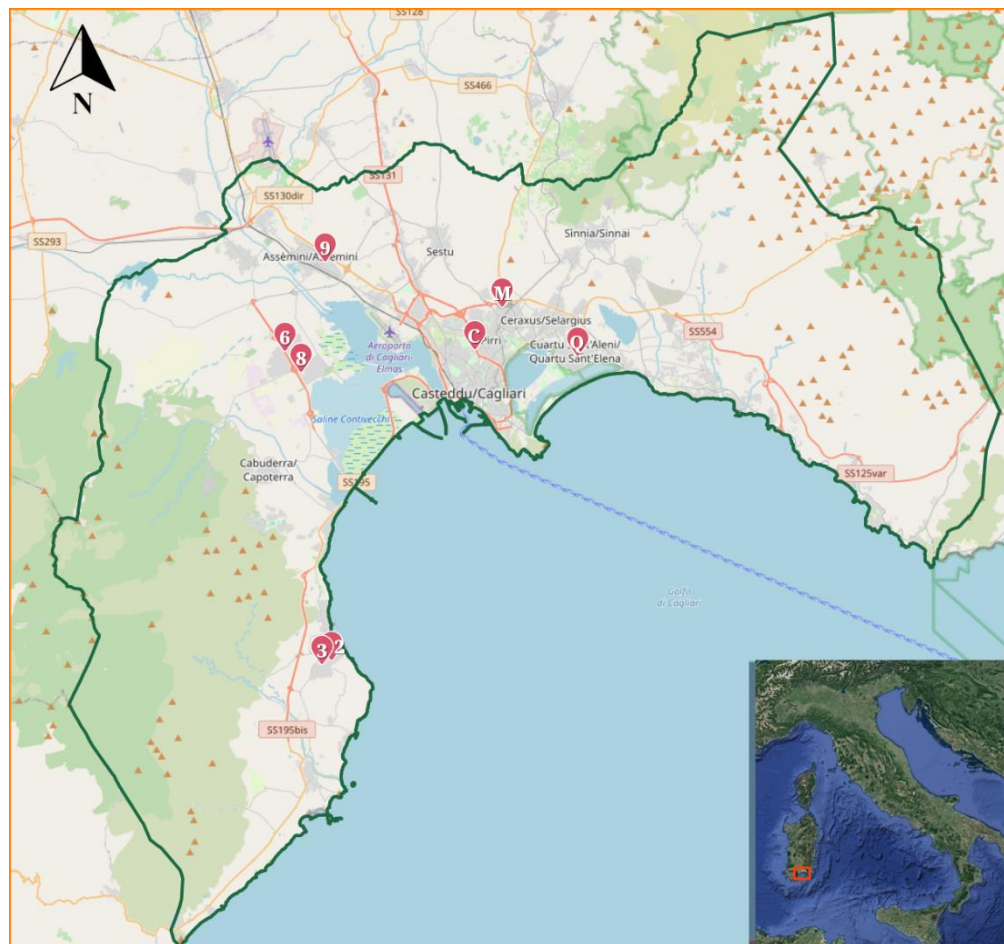 SS128
N
SS466
SS131
SS130dir
SS293
Sinnia/Sinnai
9
Sestu
Assèmini/Assemini
M
Ceraxus/Selargius
SS554
6
C
Q
8
Pirri
Aeroporto
di Cagliari-
Elmas
Quartu Sant'Elena
Casteddu/Cagliari
Saline Contivecchi
Cabuderra/
Capoterra
SS195
SS125var
Golfo
di Cagliari
3
2
SS195bis